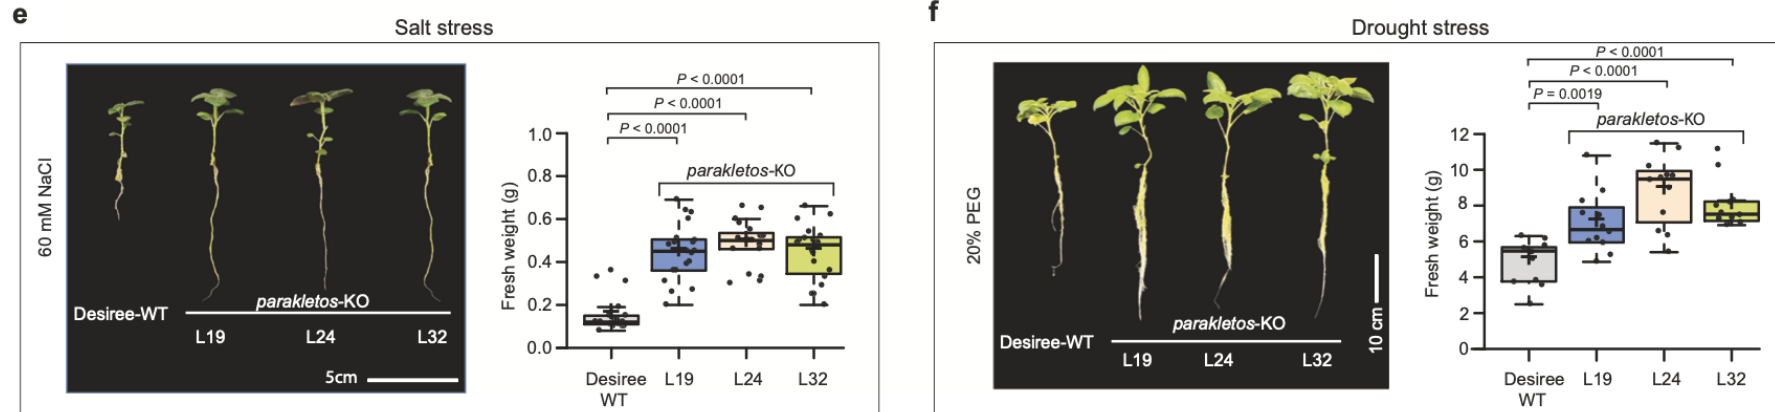 e
Salt stress
60 mM NaCl
Desiree-WT
parakletos-KO
L19
L24
L32
5cm
P < 0.0001
P < 0.0001
P < 0.0001
parakletos-KO
Fresh weight (g)
1.0
0.8
0.6
0.4
0.2
0.0
Desiree
WT
L19
L24
L32
f
Drought stress
20% PEG
Desiree-WT
parakletos-KO
L19
L24
L32
10 cm
P < 0.0001
P < 0.0001
P = 0.0019
parakletos-KO
Fresh weight (g)
12
10
8
6
4
2
0
Desiree
WT
L19
L24
L32